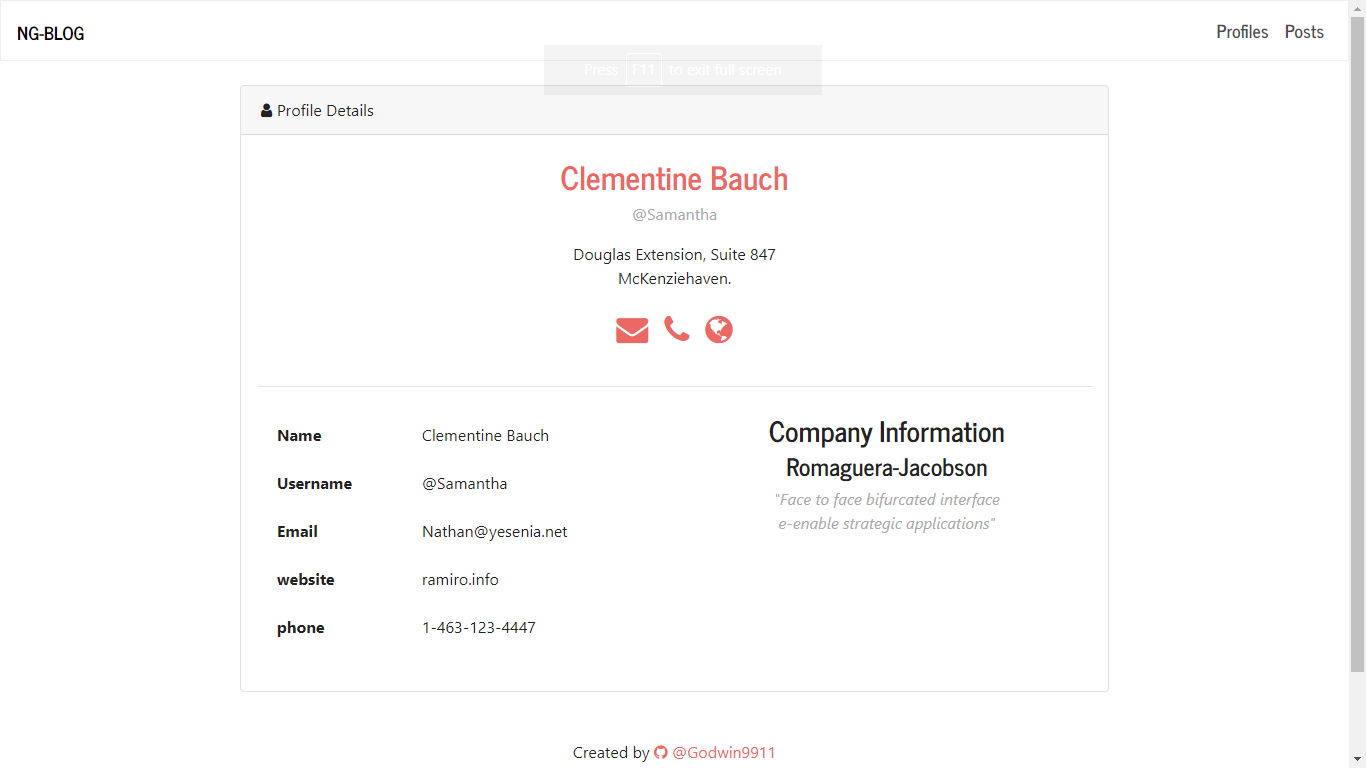 NG-BLOG
Profiles Posts
Press F11 to exit full screen
Profile Details
Clementine Bauch
@Samantha
Douglas Extension, Suite 847
McKenziehaven.
Name Clementine Bauch
Username @Samantha
Email Nathan@yesenia.net
website ramiro.info
phone 1-463-123-4447
Company Information
Romaguera-Jacobson
"Face to face bifurcated interface
e-enable strategic applications"
Created by @Godwin9911